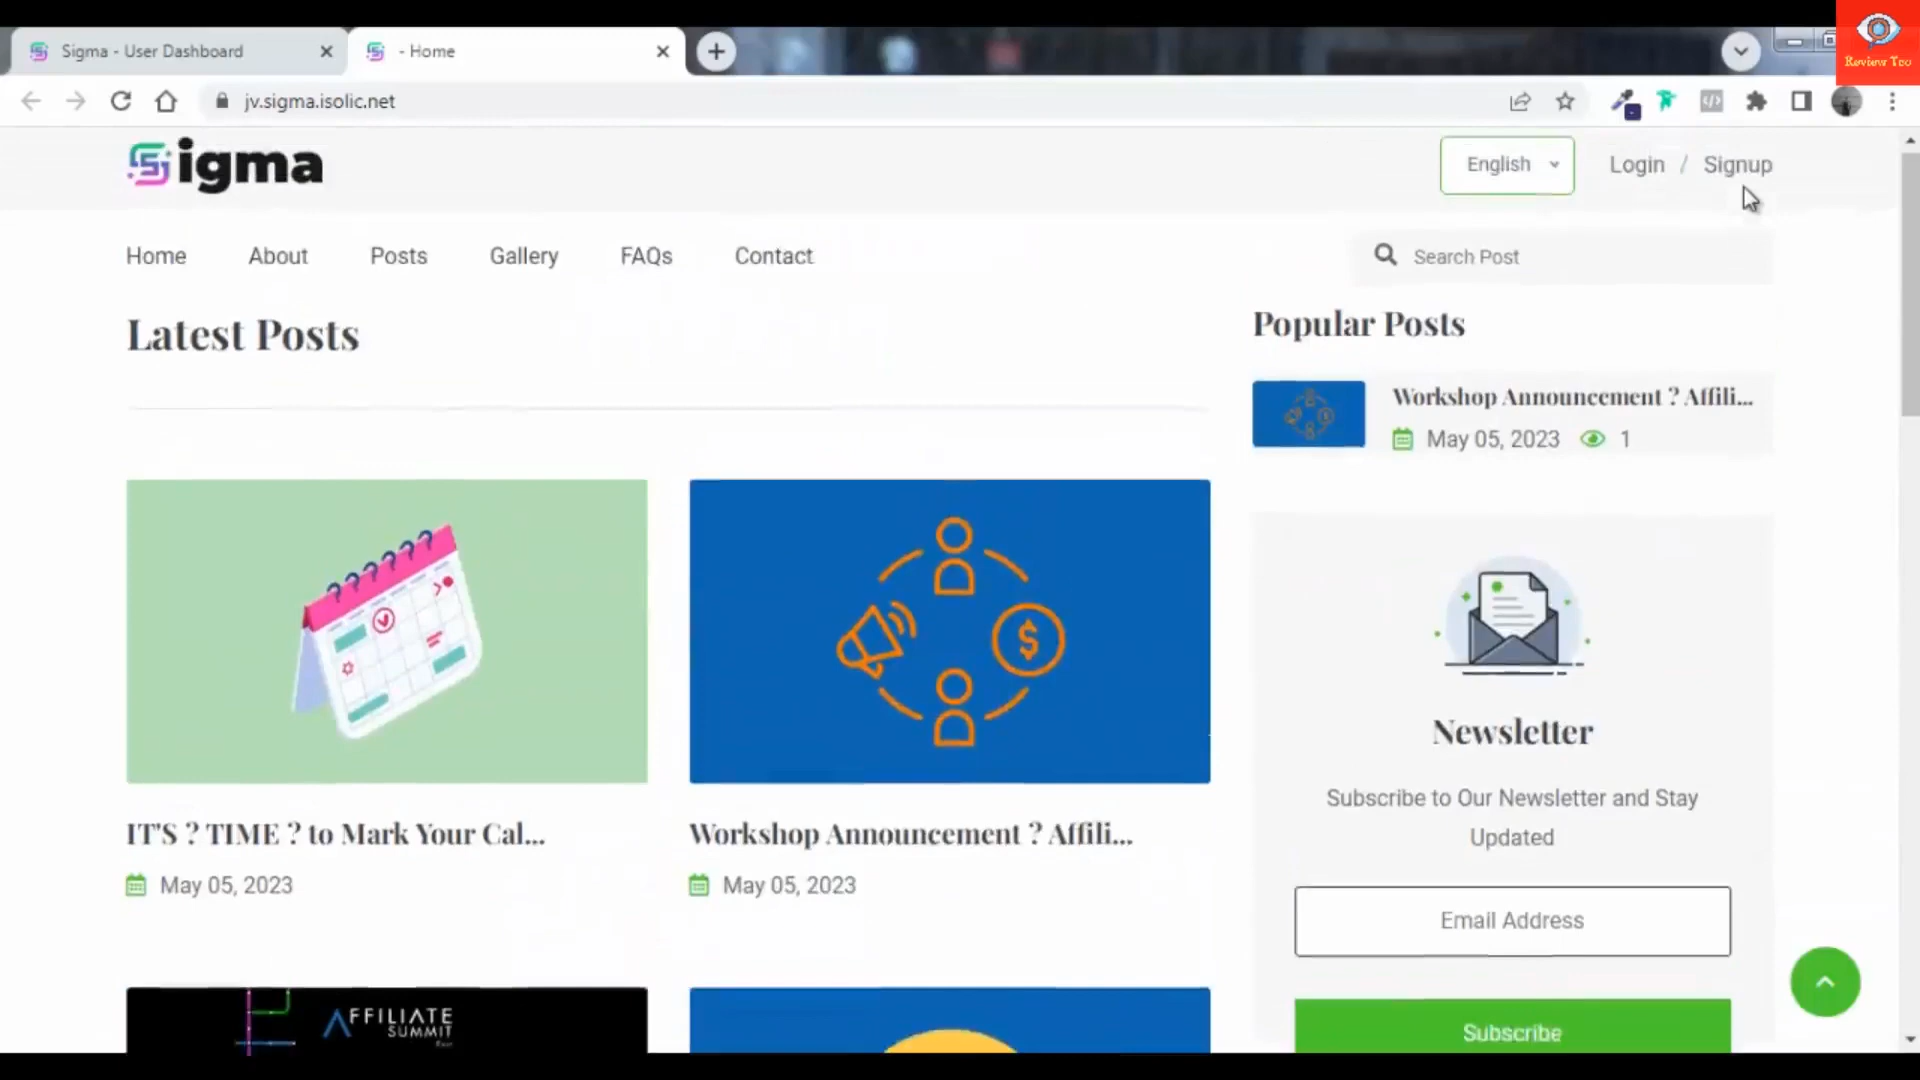 Sigma - User Dashboard
- Home
Review Tec
jv.sigma.isolic.net
Sigma
English
Login / Signup
Home
About
Posts
Gallery
FAQs
Contact
Search Post
Latest Posts
Popular Posts
Workshop Announcement ? Affili...
May 05, 2023
1
IT'S ? TIME ? to Mark Your Cal...
May 05, 2023
Workshop Announcement ? Affili...
May 05, 2023
Newsletter
Subscribe to Our Newsletter and Stay
Updated
Email Address
Subscribe
AFFILIATE
SUMMIT
East